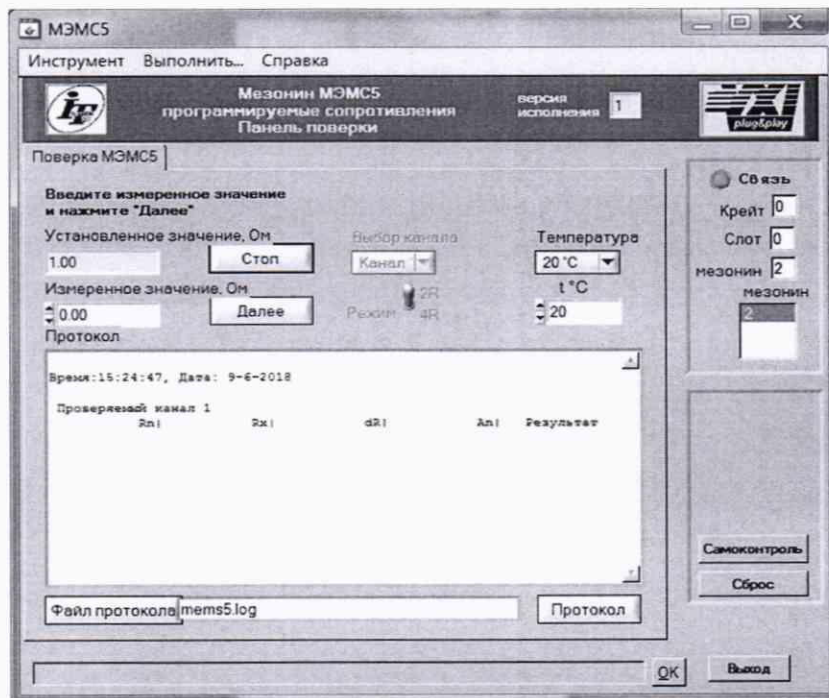 МЭМС5
Инструмент Выполнить... Справка
Мезонин МЭМС5
программируемые сопротивления
Панель поверки
версия
исполнения 1
VXI
plug&play
Поверка МЭМС5
Введите измеренное значение
и нажмите "Далее"
Установленное значение, Ом
1.00
Стоп
Выбор канала
Канал
Температура
20 °C
Измеренное значение, Ом
0.00
Далее
Режим
2R
4R
t °C
20
Протокол
Время:15:24:47, Дата: 9-6-2018
Проверяемый канал 1
Rn| Rx| dR| An| Результат
Файл протокола mems5.log
Протокол
Связь
Крейт 0
Слот 0
мезонин 2
мезонин
2
Самоконтроль
Сброс
OK
Выход